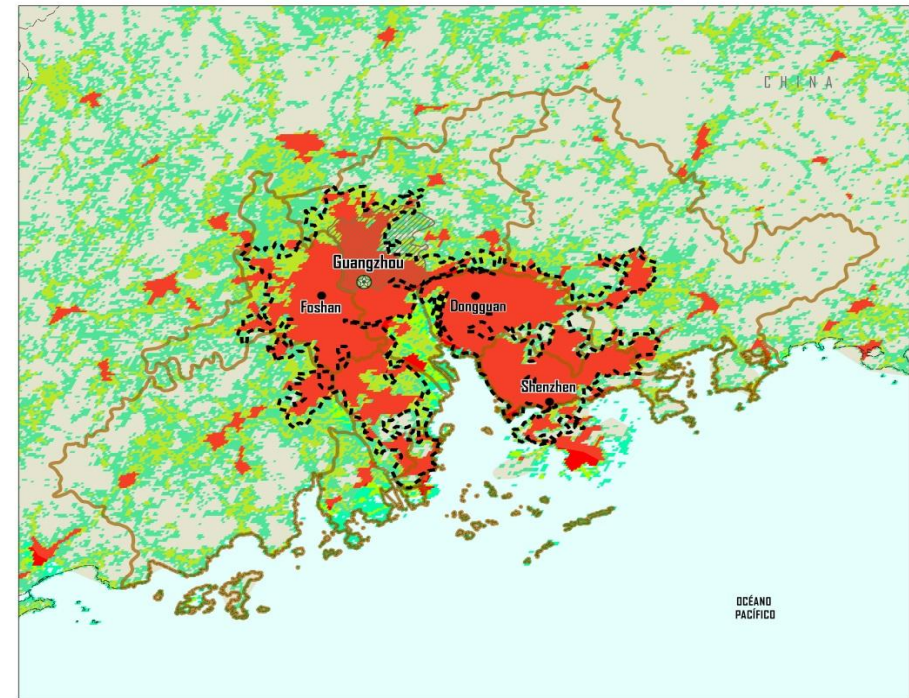 CHINA
Guangzhou
Foshan
Dongguan
Shenzhen
OCÉANO
PACÍFICO